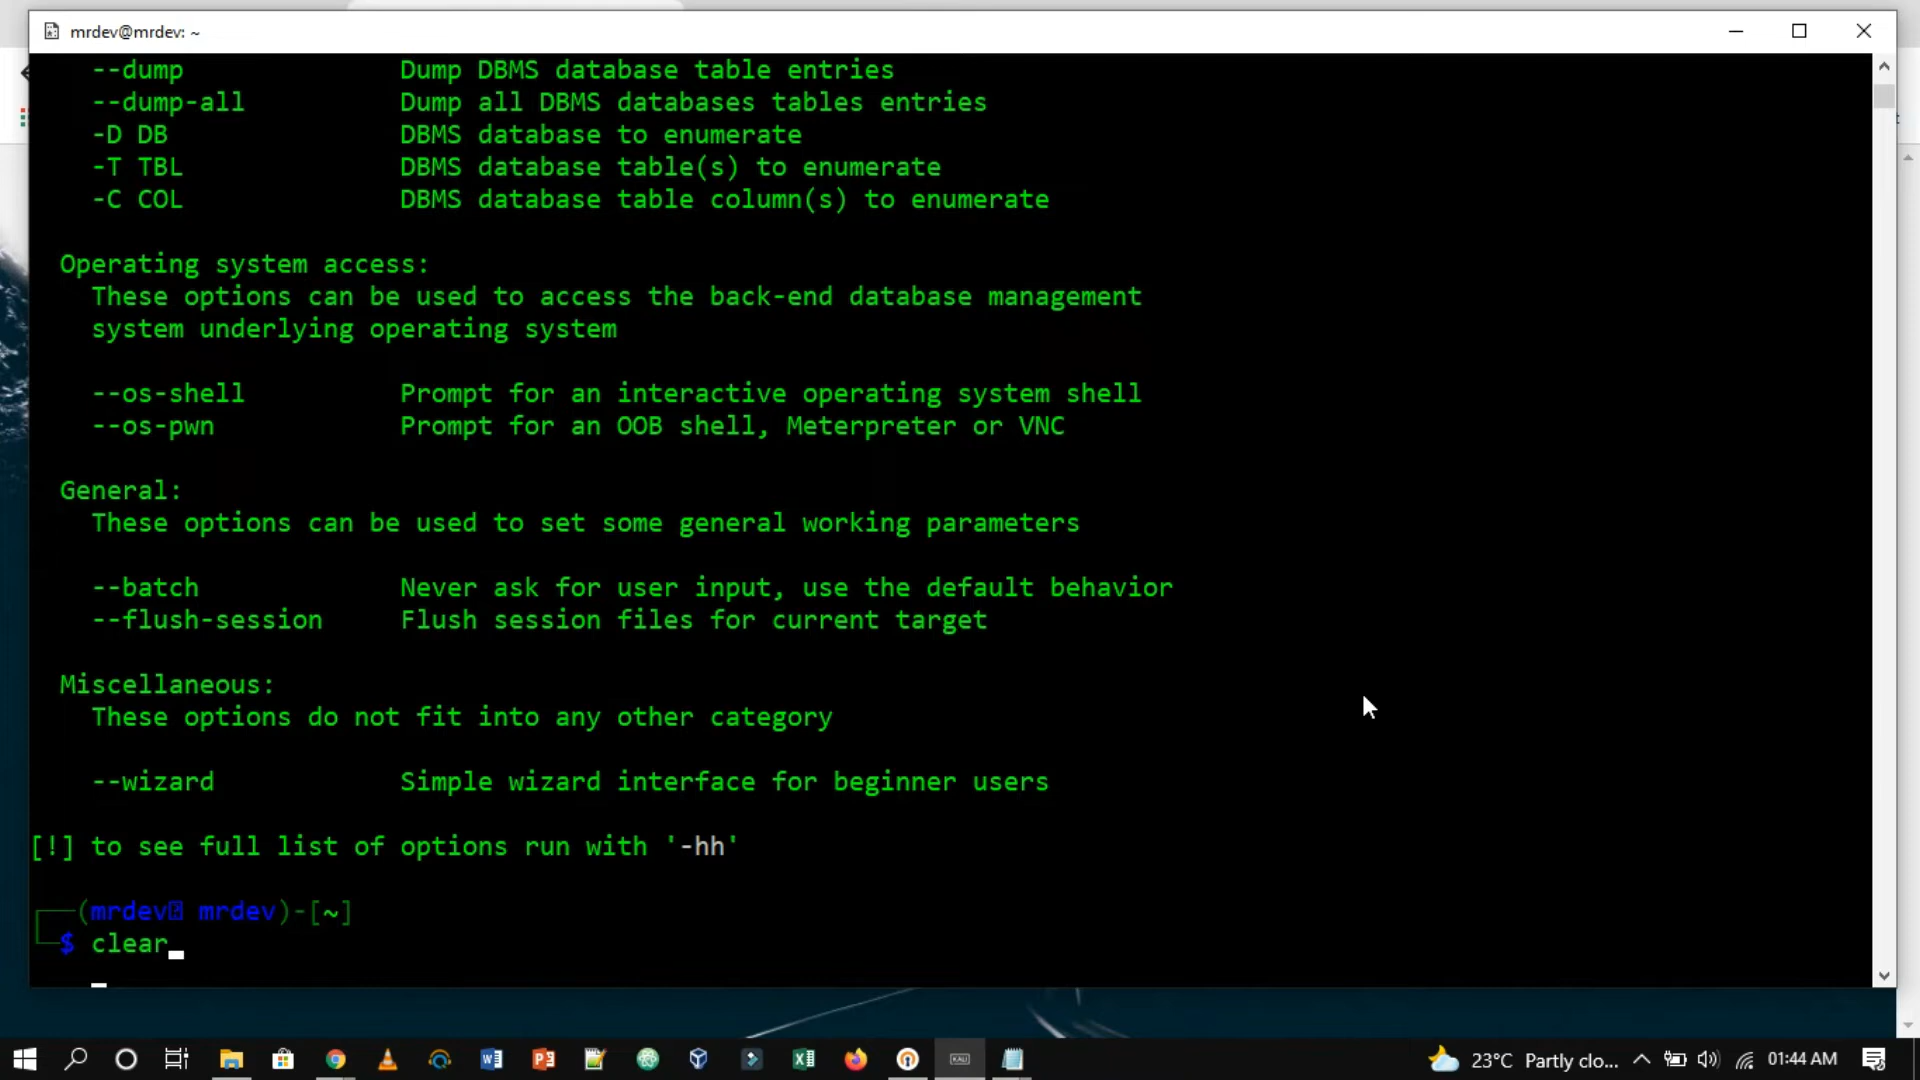 mrdev@mrdev: ~
--dump Dump DBMS database table entries
--dump-all Dump all DBMS databases tables entries
-D DB DBMS database to enumerate
-T TBL DBMS database table(s) to enumerate
-C COL DBMS database table column(s) to enumerate
Operating system access:
These options can be used to access the back-end database management
system underlying operating system
--os-shell Prompt for an interactive operating system shell
--os-pwn Prompt for an OOB shell, Meterpreter or VNC
General:
These options can be used to set some general working parameters
--batch Never ask for user input, use the default behavior
--flush-session Flush session files for current target
Miscellaneous:
These options do not fit into any other category
--wizard Simple wizard interface for beginner users
[!] to see full list of options run with '-hh'
(mrdev mrdev)-[~]
$ clear
23°C Partly clo... 01:44 AM